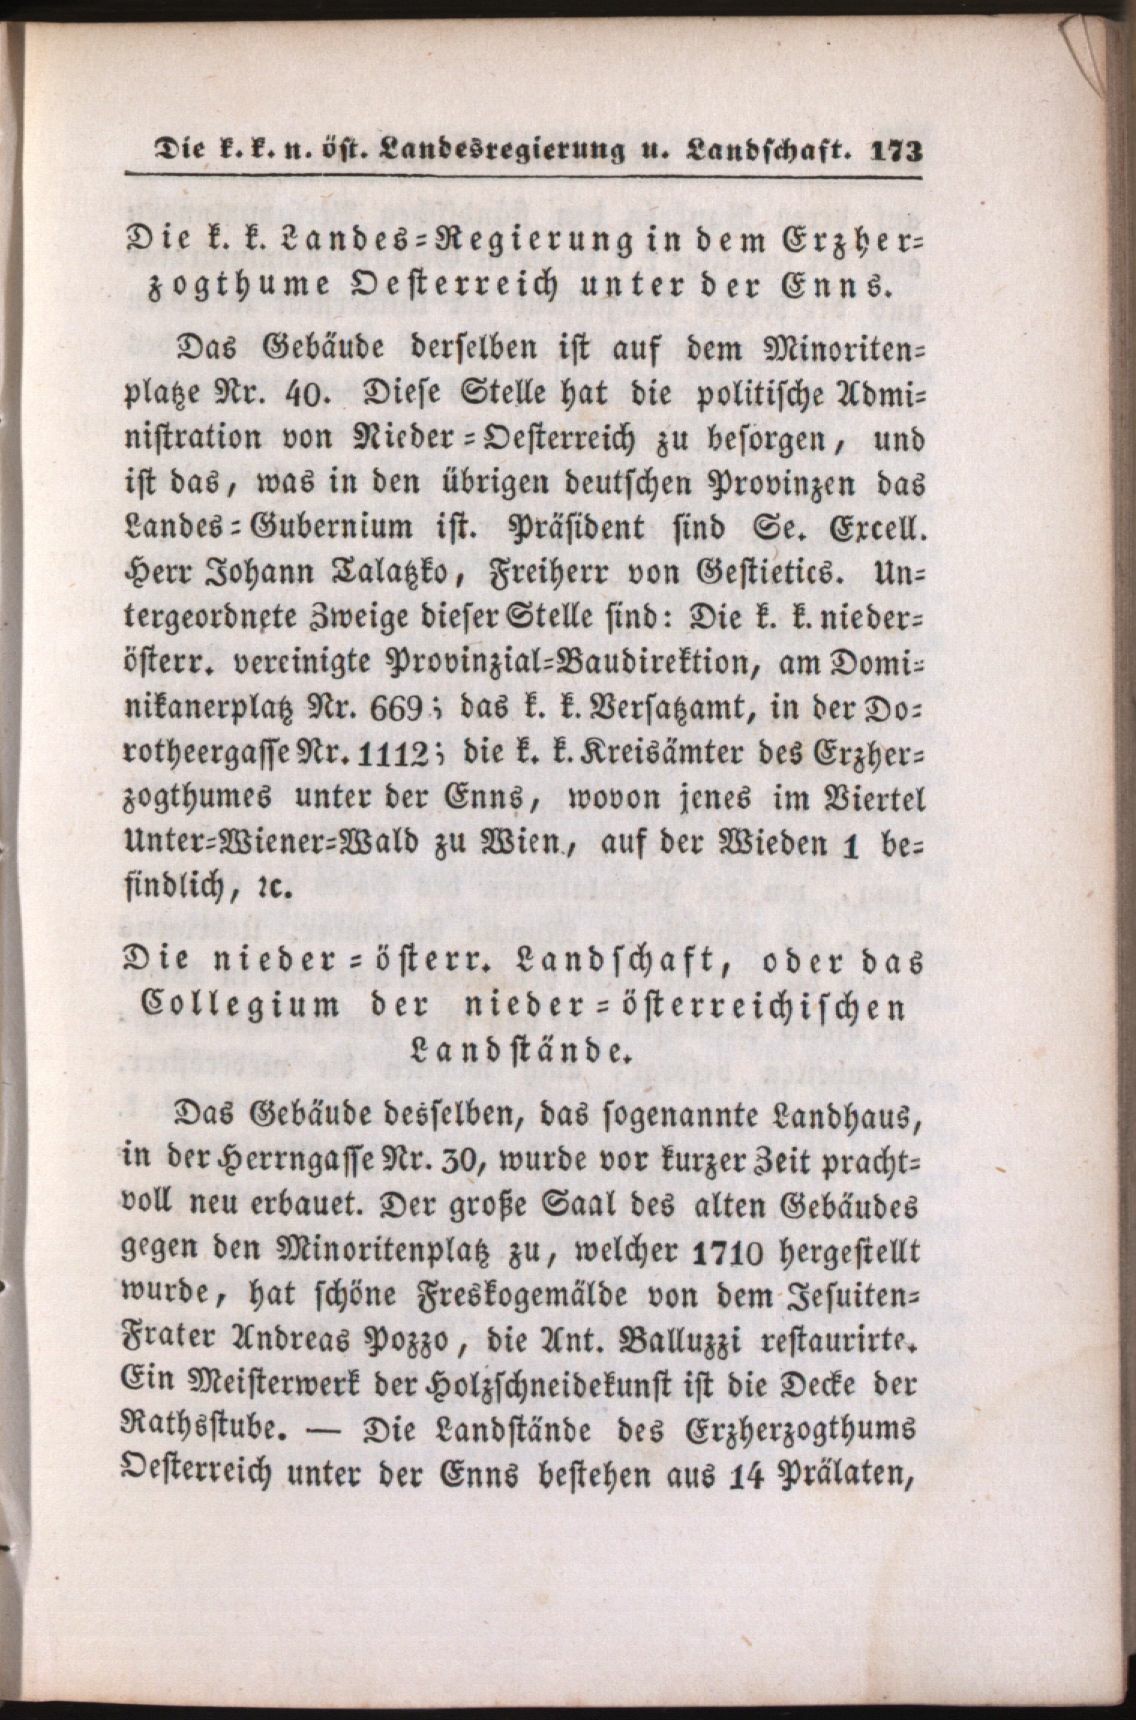 Die k. k. n. öst. Landesregierung u. Landschaft. 173
Die k. k. Landes-Regierung in dem Erzher-
zogthume Oesterreich unter der Enns.
Das Gebäude derselben ist auf dem Minoriten-
platze Nr. 40. Diese Stelle hat die politische Admi-
nistration von Nieder-Oesterreich zu besorgen, und
ist das, was in den übrigen deutschen Provinzen das
Landes-Gubernium ist. Präsident sind Se. Excell.
Herr Johann Talatzko, Freiherr von Gestietics. Un-
tergeordnete Zweige dieser Stelle sind: Die k. k. nieder-
österr. vereinigte Provinzial-Baudirektion, am Domi-
nikanerplatz Nr. 669; das k. k. Versatzamt, in der Do-
rotheergasse Nr. 1112; die k. k. Kreisämter des Erzher-
zogthumes unter der Enns, wovon jenes im Viertel
Unter-Wiener-Wald zu Wien, auf der Wieden 1 be-
findlich, ꝛc.
Die nieder-österr. Landschaft, oder das
Collegium der nieder-österreichischen
Landstände.
Das Gebäude desselben, das sogenannte Landhaus,
in der Herrngasse Nr. 30, wurde vor kurzer Zeit pracht-
voll neu erbauet. Der große Saal des alten Gebäudes
gegen den Minoritenplatz zu, welcher 1710 hergestellt
wurde, hat schöne Freskogemälde von dem Jesuiten-
Frater Andreas Pozzo, die Ant. Balluzzi restaurirte.
Ein Meisterwerk der Holzschneidekunst ist die Decke der
Rathsstube. — Die Landstände des Erzherzogthums
Oesterreich unter der Enns bestehen aus 14 Prälaten,